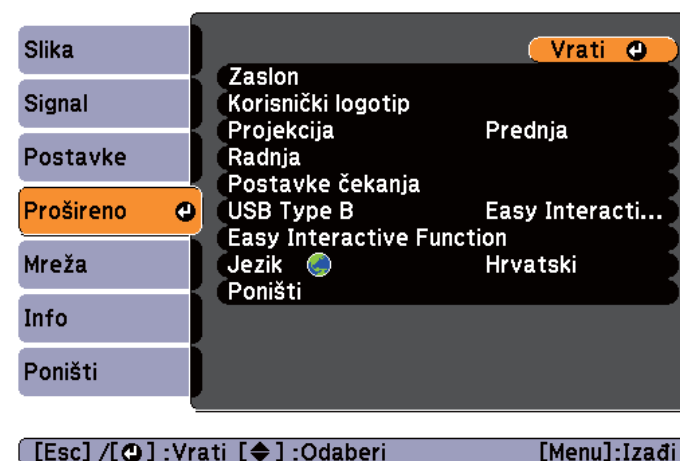 Slika
Signal
Postavke
Prošireno
Mreža
Info
Poništi
Vrati
Zaslon
Korisnički logotip
Projekcija Prednja
Radnja
Postavke čekanja
USB Type B Easy Interacti...
Easy Interactive Function
Jezik Hrvatski
Poništi
[Esc] /[ ] :Vrati [ ] :Odaberi [Menu]:Izađi